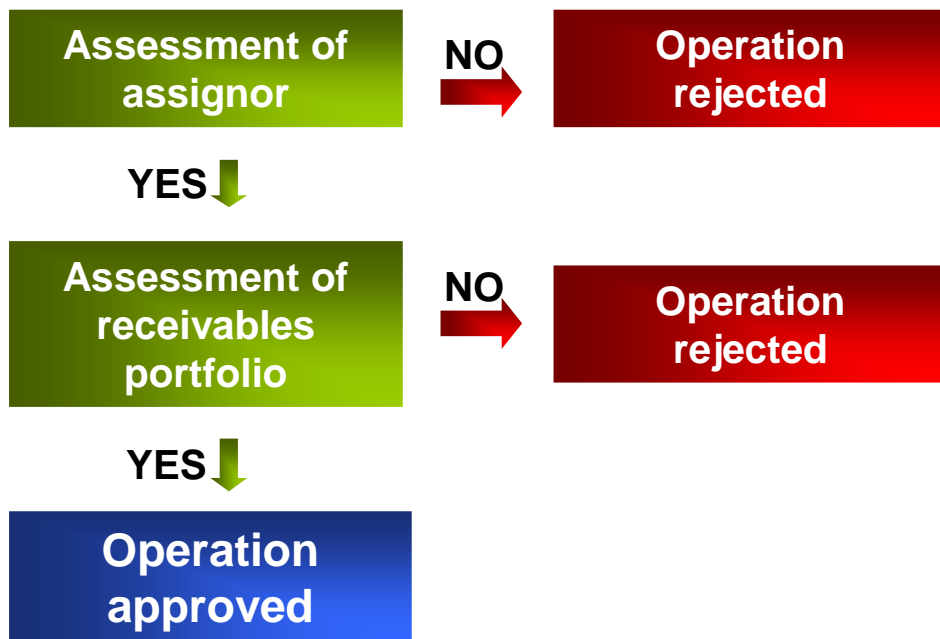 Assessment of
assignor
NO
Operation
rejected
YES
Assessment of
receivables
portfolio
NO
Operation
rejected
YES
Operation
approved